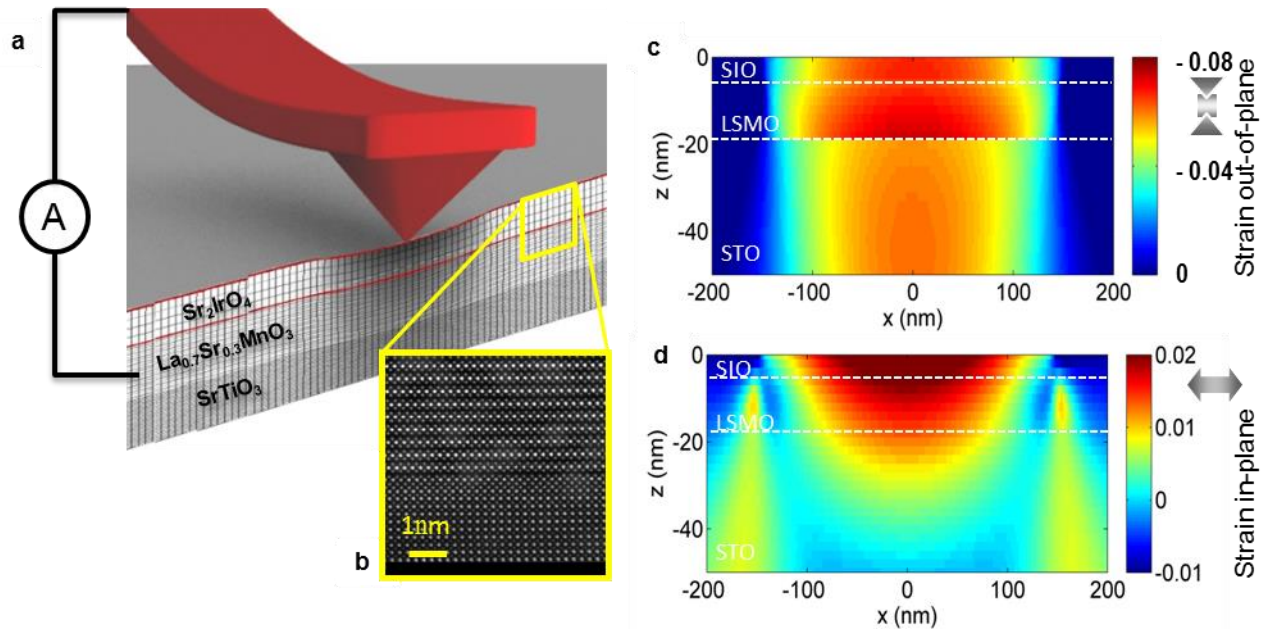 a
A
Sr₂IrO₄
La₀.₇Sr₀.₃MnO₃
SrTiO₃
1nm
b
c
0
SIO
LSMO
-20
-40
STO
z (nm)
-200 -100 0 100 200
x (nm)
- 0.08
- 0.04
0
Strain out-of-plane
d
0
SIO
LSMO
-20
-40
STO
z (nm)
-200 -100 0 100 200
x (nm)
0.02
0.01
0
-0.01
Strain in-plane